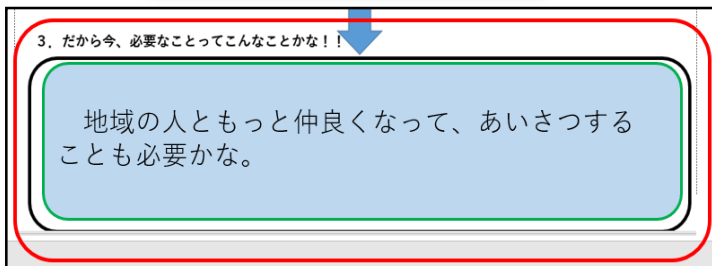 3．だから今、必要なことってこんなことかな！！
地域の人ともっと仲良くなって、あいさつする
ことも必要かな。